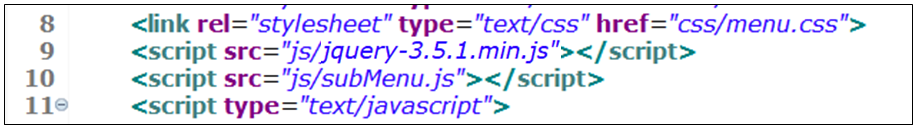 8 <link rel="stylesheet" type="text/css" href="css/menu.css">
9 <script src="js/jquery-3.5.1.min.js"></script>
10 <script src="js/subMenu.js"></script>
11 <script type="text/javascript">